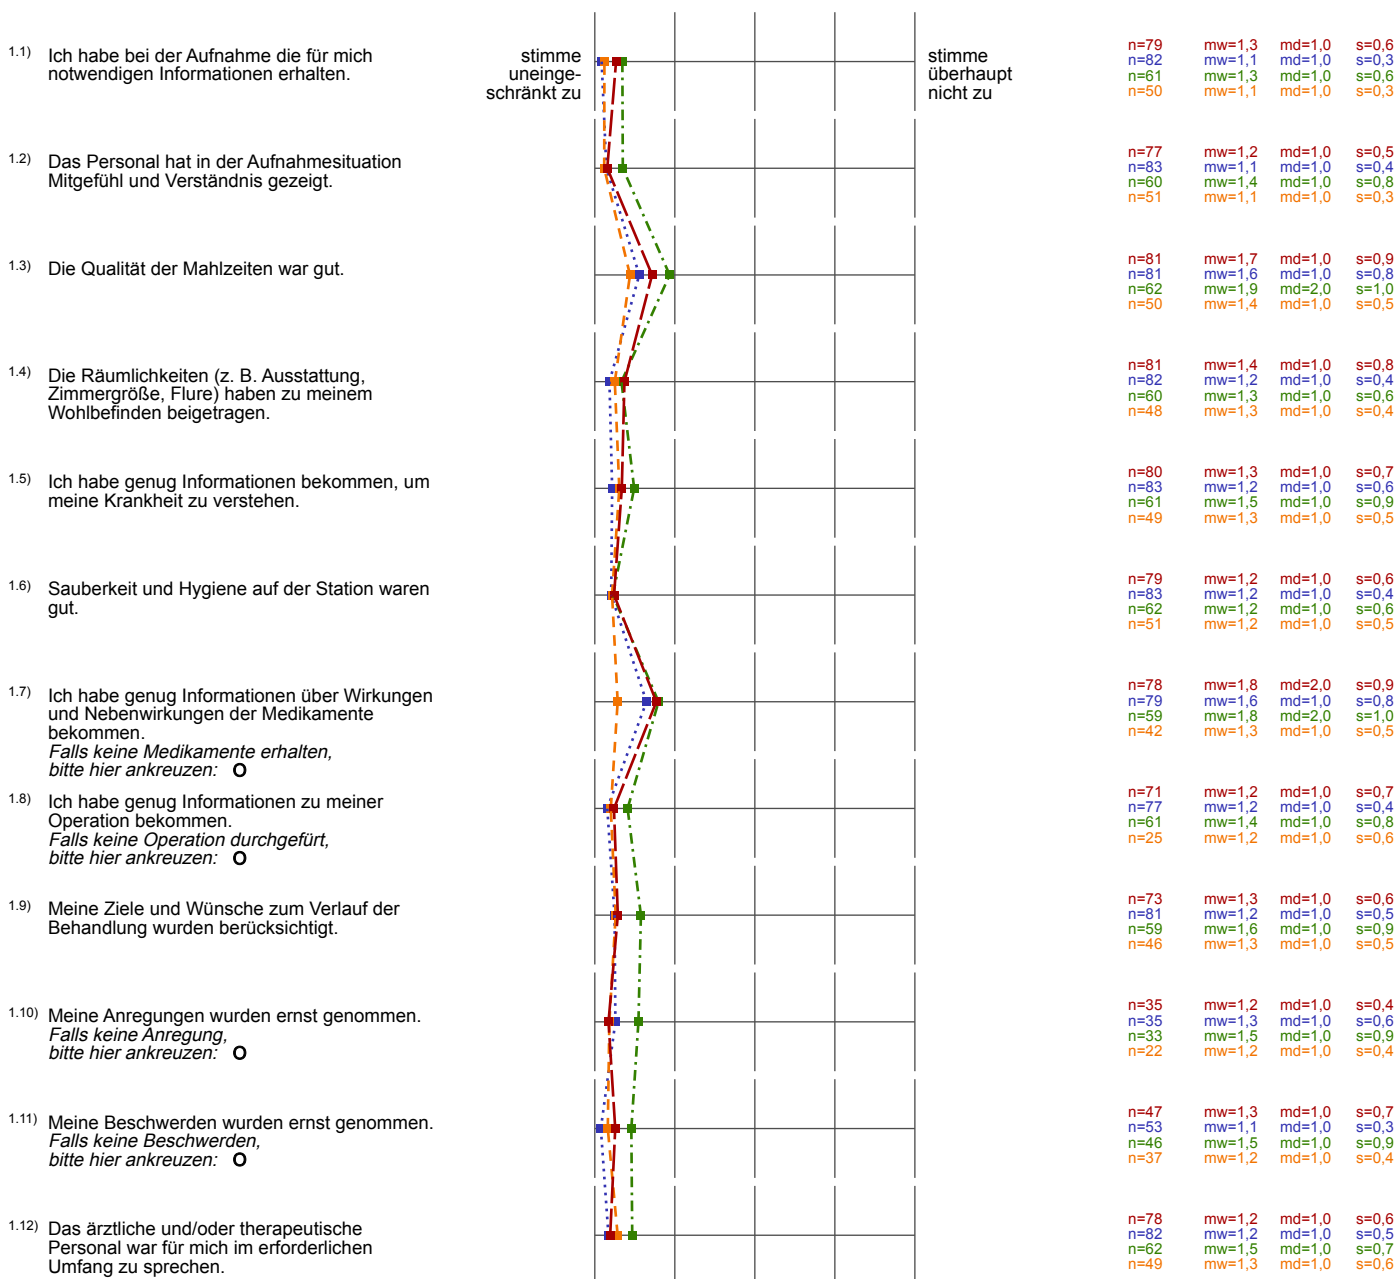 1.1) Ich habe bei der Aufnahme die für mich
notwendigen Informationen erhalten.
stimme
uneinge-
schränkt zu
stimme
überhaupt
nicht zu
n=79 mw=1,3 md=1,0 s=0,6
n=82 mw=1,1 md=1,0 s=0,3
n=61 mw=1,3 md=1,0 s=0,6
n=50 mw=1,1 md=1,0 s=0,3
1.2) Das Personal hat in der Aufnahmesituation
Mitgefühl und Verständnis gezeigt.
n=77 mw=1,2 md=1,0 s=0,5
n=83 mw=1,1 md=1,0 s=0,4
n=60 mw=1,4 md=1,0 s=0,8
n=51 mw=1,1 md=1,0 s=0,3
1.3) Die Qualität der Mahlzeiten war gut.
n=81 mw=1,7 md=1,0 s=0,9
n=81 mw=1,6 md=1,0 s=0,8
n=62 mw=1,9 md=2,0 s=1,0
n=50 mw=1,4 md=1,0 s=0,5
1.4) Die Räumlichkeiten (z. B. Ausstattung,
Zimmergröße, Flure) haben zu meinem
Wohlbefinden beigetragen.
n=81 mw=1,4 md=1,0 s=0,8
n=82 mw=1,2 md=1,0 s=0,4
n=60 mw=1,3 md=1,0 s=0,6
n=48 mw=1,3 md=1,0 s=0,4
1.5) Ich habe genug Informationen bekommen, um
meine Krankheit zu verstehen.
n=80 mw=1,3 md=1,0 s=0,7
n=83 mw=1,2 md=1,0 s=0,6
n=61 mw=1,5 md=1,0 s=0,9
n=49 mw=1,3 md=1,0 s=0,5
1.6) Sauberkeit und Hygiene auf der Station waren
gut.
n=79 mw=1,2 md=1,0 s=0,6
n=83 mw=1,2 md=1,0 s=0,4
n=62 mw=1,2 md=1,0 s=0,6
n=51 mw=1,2 md=1,0 s=0,5
1.7) Ich habe genug Informationen über Wirkungen
und Nebenwirkungen der Medikamente
bekommen.
Falls keine Medikamente erhalten,
bitte hier ankreuzen: O
n=78 mw=1,8 md=2,0 s=0,9
n=79 mw=1,6 md=1,0 s=0,8
n=59 mw=1,8 md=2,0 s=1,0
n=42 mw=1,3 md=1,0 s=0,5
1.8) Ich habe genug Informationen zu meiner
Operation bekommen.
Falls keine Operation durchgefürt,
bitte hier ankreuzen: O
n=71 mw=1,2 md=1,0 s=0,7
n=77 mw=1,2 md=1,0 s=0,4
n=61 mw=1,4 md=1,0 s=0,8
n=25 mw=1,2 md=1,0 s=0,6
1.9) Meine Ziele und Wünsche zum Verlauf der
Behandlung wurden berücksichtigt.
n=73 mw=1,3 md=1,0 s=0,6
n=81 mw=1,2 md=1,0 s=0,5
n=59 mw=1,6 md=1,0 s=0,9
n=46 mw=1,3 md=1,0 s=0,5
1.10) Meine Anregungen wurden ernst genommen.
Falls keine Anregung,
bitte hier ankreuzen: O
n=35 mw=1,2 md=1,0 s=0,4
n=35 mw=1,3 md=1,0 s=0,6
n=33 mw=1,5 md=1,0 s=0,9
n=22 mw=1,2 md=1,0 s=0,4
1.11) Meine Beschwerden wurden ernst genommen.
Falls keine Beschwerden,
bitte hier ankreuzen: O
n=47 mw=1,3 md=1,0 s=0,7
n=53 mw=1,1 md=1,0 s=0,3
n=46 mw=1,5 md=1,0 s=0,9
n=37 mw=1,2 md=1,0 s=0,4
1.12) Das ärztliche und/oder therapeutische
Personal war für mich im erforderlichen
Umfang zu sprechen.
n=78 mw=1,2 md=1,0 s=0,6
n=82 mw=1,2 md=1,0 s=0,5
n=62 mw=1,5 md=1,0 s=0,7
n=49 mw=1,3 md=1,0 s=0,6